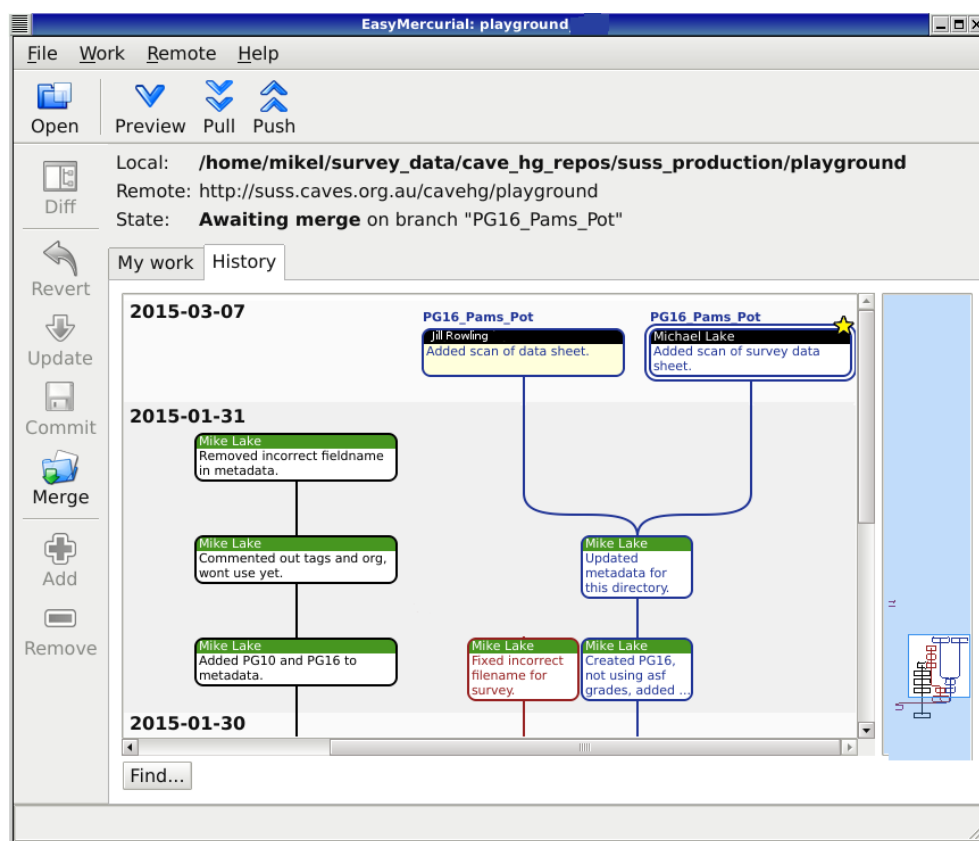 EasyMercurial: playground
File Work Remote Help
Open Preview Pull Push
Local: /home/mikel/survey_data/cave_hg_repos/suss_production/playground
Remote: http://suss.caves.org.au/cavehg/playground
State: Awaiting merge on branch "PG16_Pams_Pot"
Diff
Revert
Update
Commit
Merge
Add
Remove
My work History
2015-03-07
PG16_Pams_Pot
Jill Rowling
Added scan of data sheet.
PG16_Pams_Pot
Michael Lake
Added scan of survey data
sheet.
2015-01-31
Mike Lake
Removed incorrect fieldname
in metadata.
Mike Lake
Commented out tags and org,
wont use yet.
Mike Lake
Updated
metadata for
this directory.
Mike Lake
Added PG10 and PG16 to
metadata.
Mike Lake
Fixed incorrect
filename for
survey.
Mike Lake
Created PG16,
not using asf
grades, added ...
2015-01-30
Find...